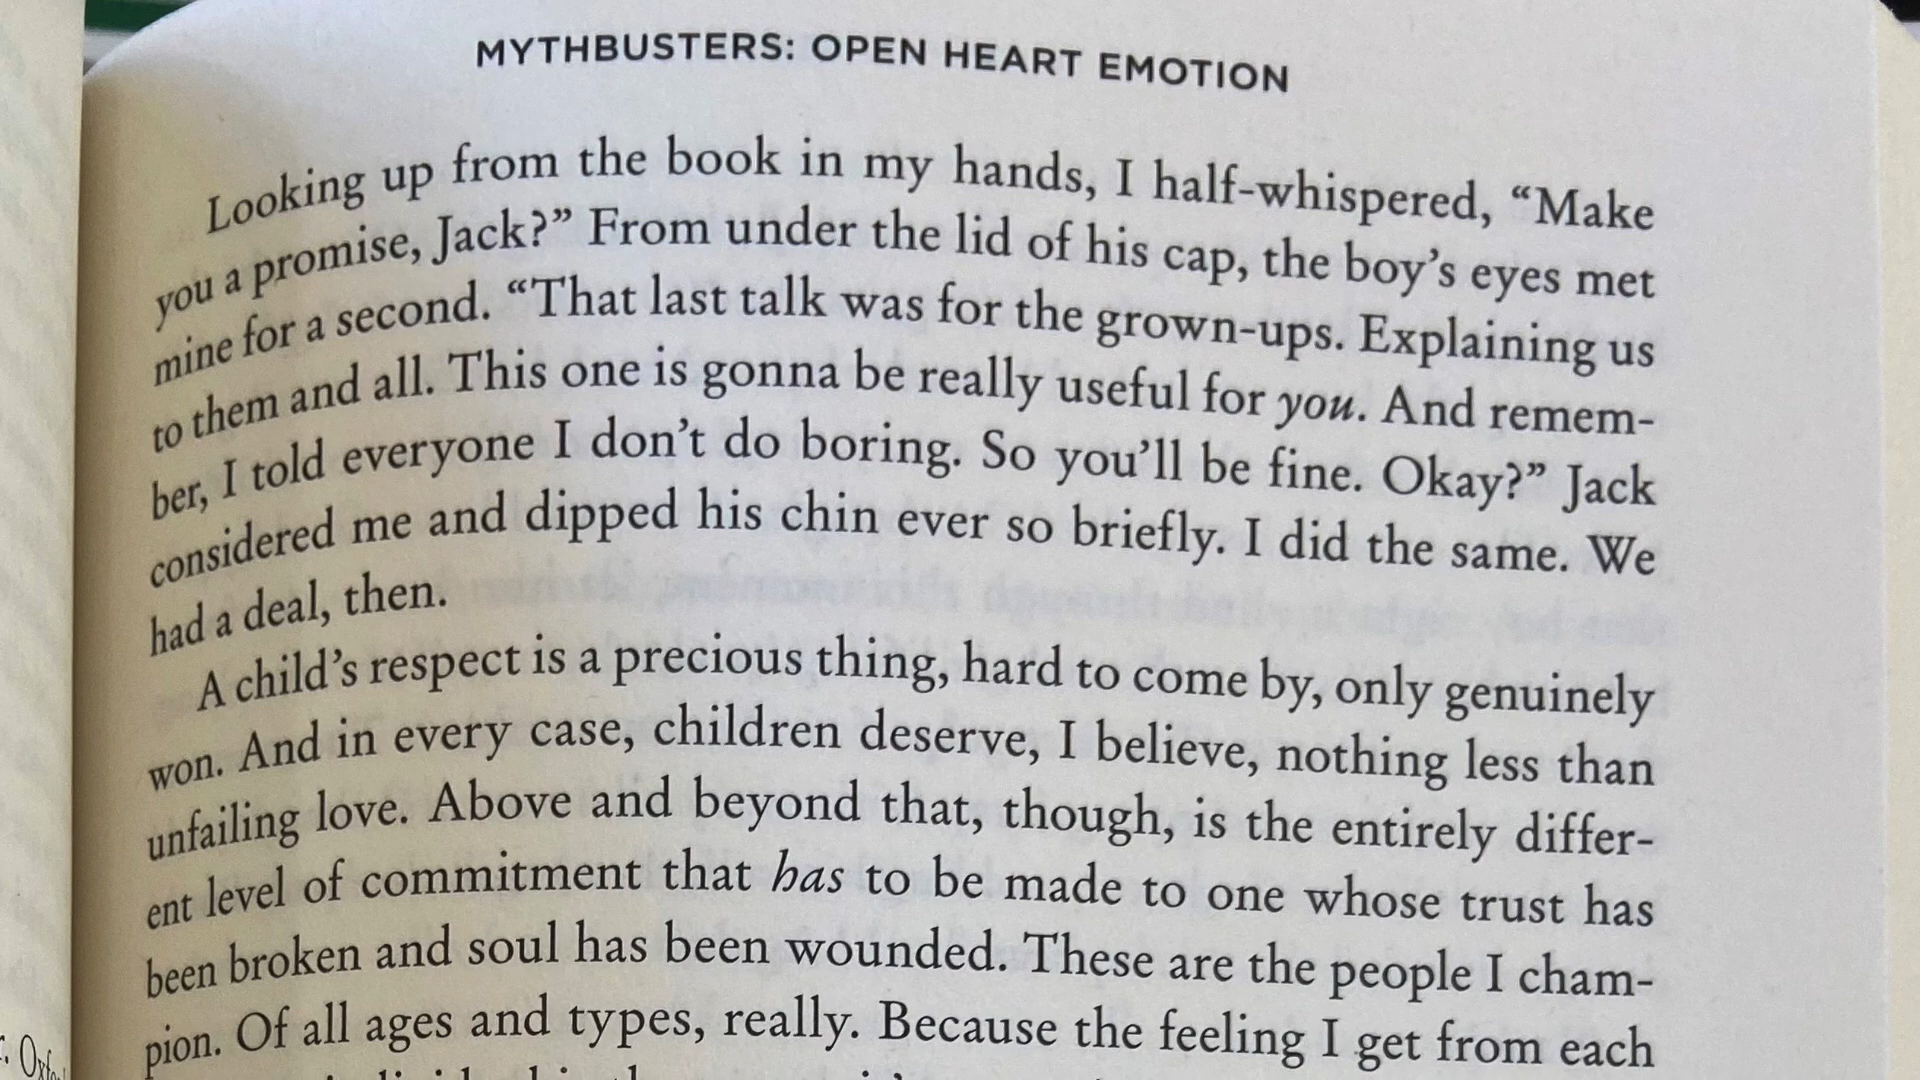 MYTHBUSTERS: OPEN HEART EMOTION
Looking up from the book in my hands, I half-whispered, “Make
you a promise, Jack?” From under the lid of his cap, the boy’s eyes met
mine for a second. “That last talk was for the grown-ups. Explaining us
to them and all. This one is gonna be really useful for you. And remem-
ber, I told everyone I don’t do boring. So you’ll be fine. Okay?” Jack
considered me and dipped his chin ever so briefly. I did the same. We
had a deal, then.
A child’s respect is a precious thing, hard to come by, only genuinely
won. And in every case, children deserve, I believe, nothing less than
unfailing love. Above and beyond that, though, is the entirely differ-
ent level of commitment that has to be made to one whose trust has
been broken and soul has been wounded. These are the people I cham-
pion. Of all ages and types, really. Because the feeling I get from each